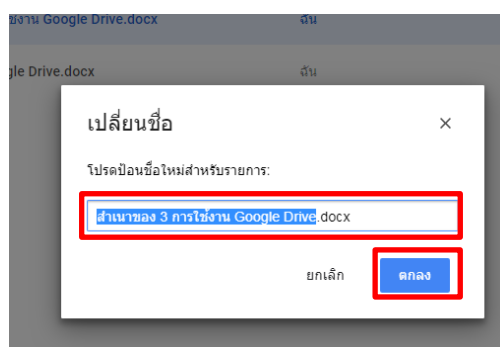 ช้งาน Google Drive.docx ฉัน
gle Drive.docx ฉัน
เปลี่ยนชื่อ ×
โปรดป้อนชื่อใหม่สำหรับรายการ:
สำเนาของ 3 การใช้งาน Google Drive.docx
ยกเลิก ตกลง